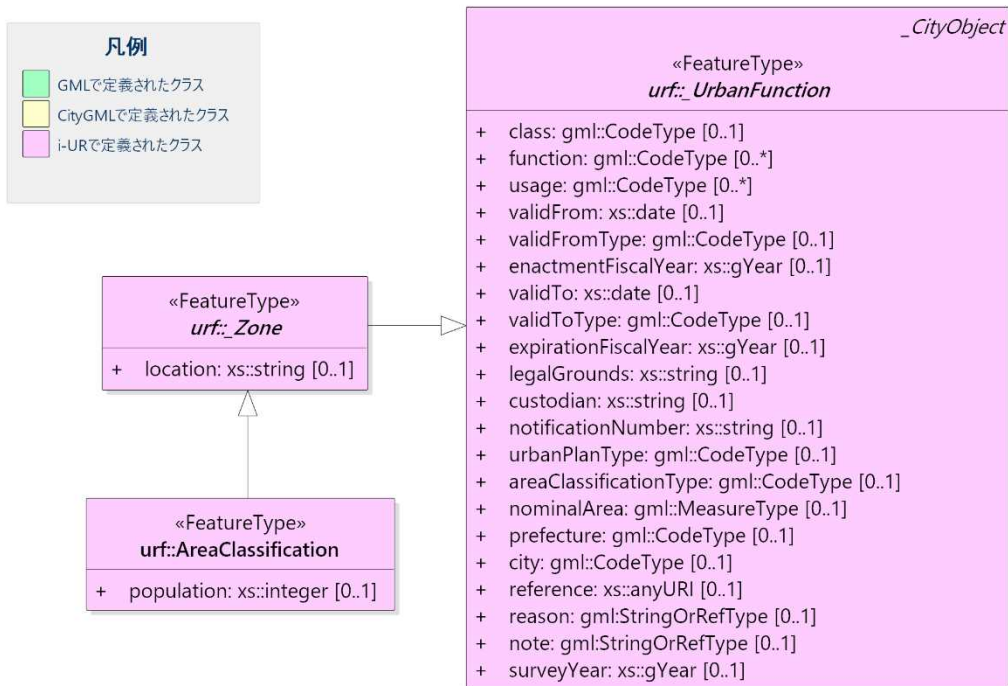 凡例
GMLで定義されたクラス
CityGMLで定義されたクラス
i-URで定義されたクラス
_CityObject
«FeatureType»
urf::_UrbanFunction
+ class: gml::CodeType [0..1]
+ function: gml::CodeType [0..*]
+ usage: gml::CodeType [0..*]
+ validFrom: xs::date [0..1]
+ validFromType: gml::CodeType [0..1]
+ enactmentFiscalYear: xs::gYear [0..1]
+ validTo: xs::date [0..1]
+ validToType: gml::CodeType [0..1]
+ expirationFiscalYear: xs::gYear [0..1]
+ legalGrounds: xs::string [0..1]
+ custodian: xs::string [0..1]
+ notificationNumber: xs::string [0..1]
+ urbanPlanType: gml::CodeType [0..1]
+ areaClassificationType: gml::CodeType [0..1]
+ nominalArea: gml::MeasureType [0..1]
+ prefecture: gml::CodeType [0..1]
+ city: gml::CodeType [0..1]
+ reference: xs::anyURI [0..1]
+ reason: gml:StringOrRefType [0..1]
+ note: gml:StringOrRefType [0..1]
+ surveyYear: xs::gYear [0..1]
«FeatureType»
urf::_Zone
+ location: xs::string [0..1]
«FeatureType»
urf::AreaClassification
+ population: xs::integer [0..1]